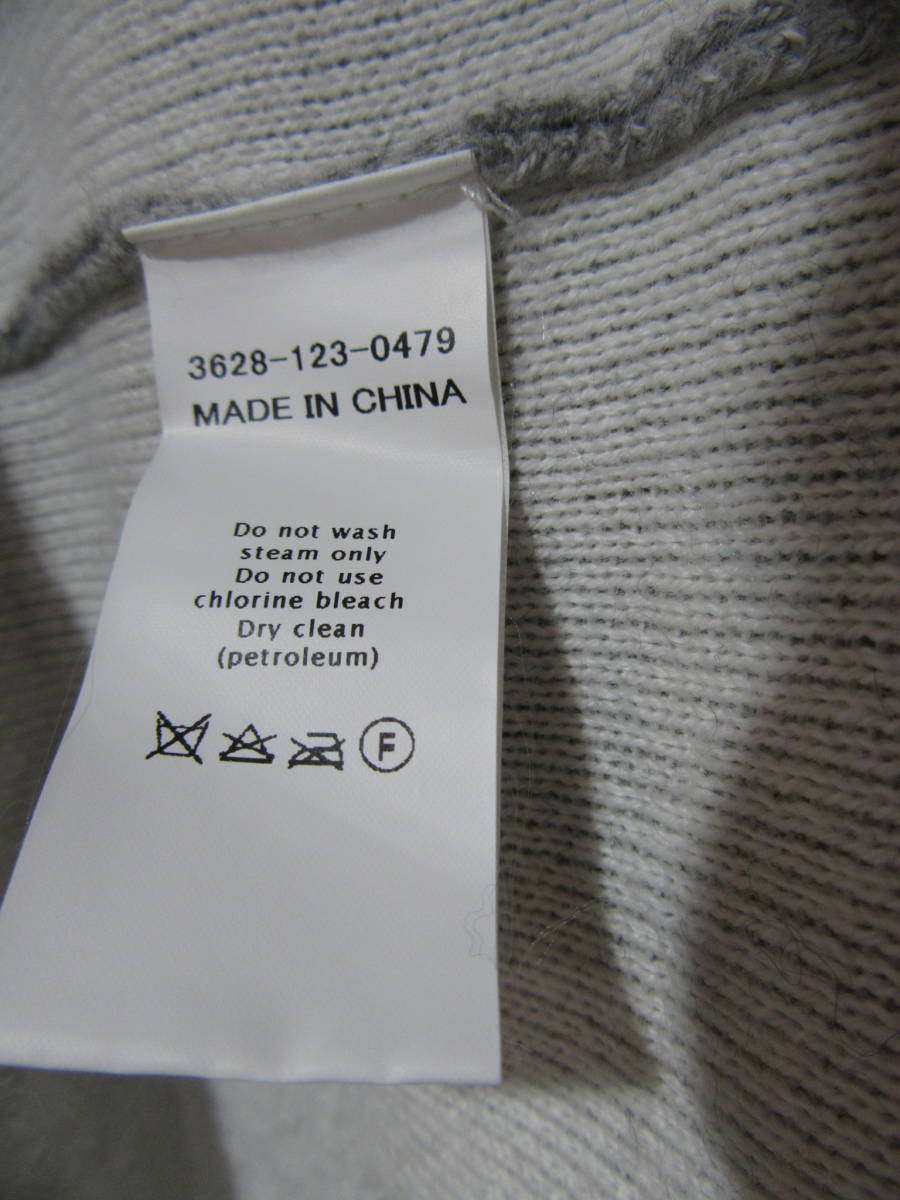 3628-123-0479
MADE IN CHINA
Do not wash
steam only
Do not use
chlorine bleach
Dry clean
(petroleum)
F